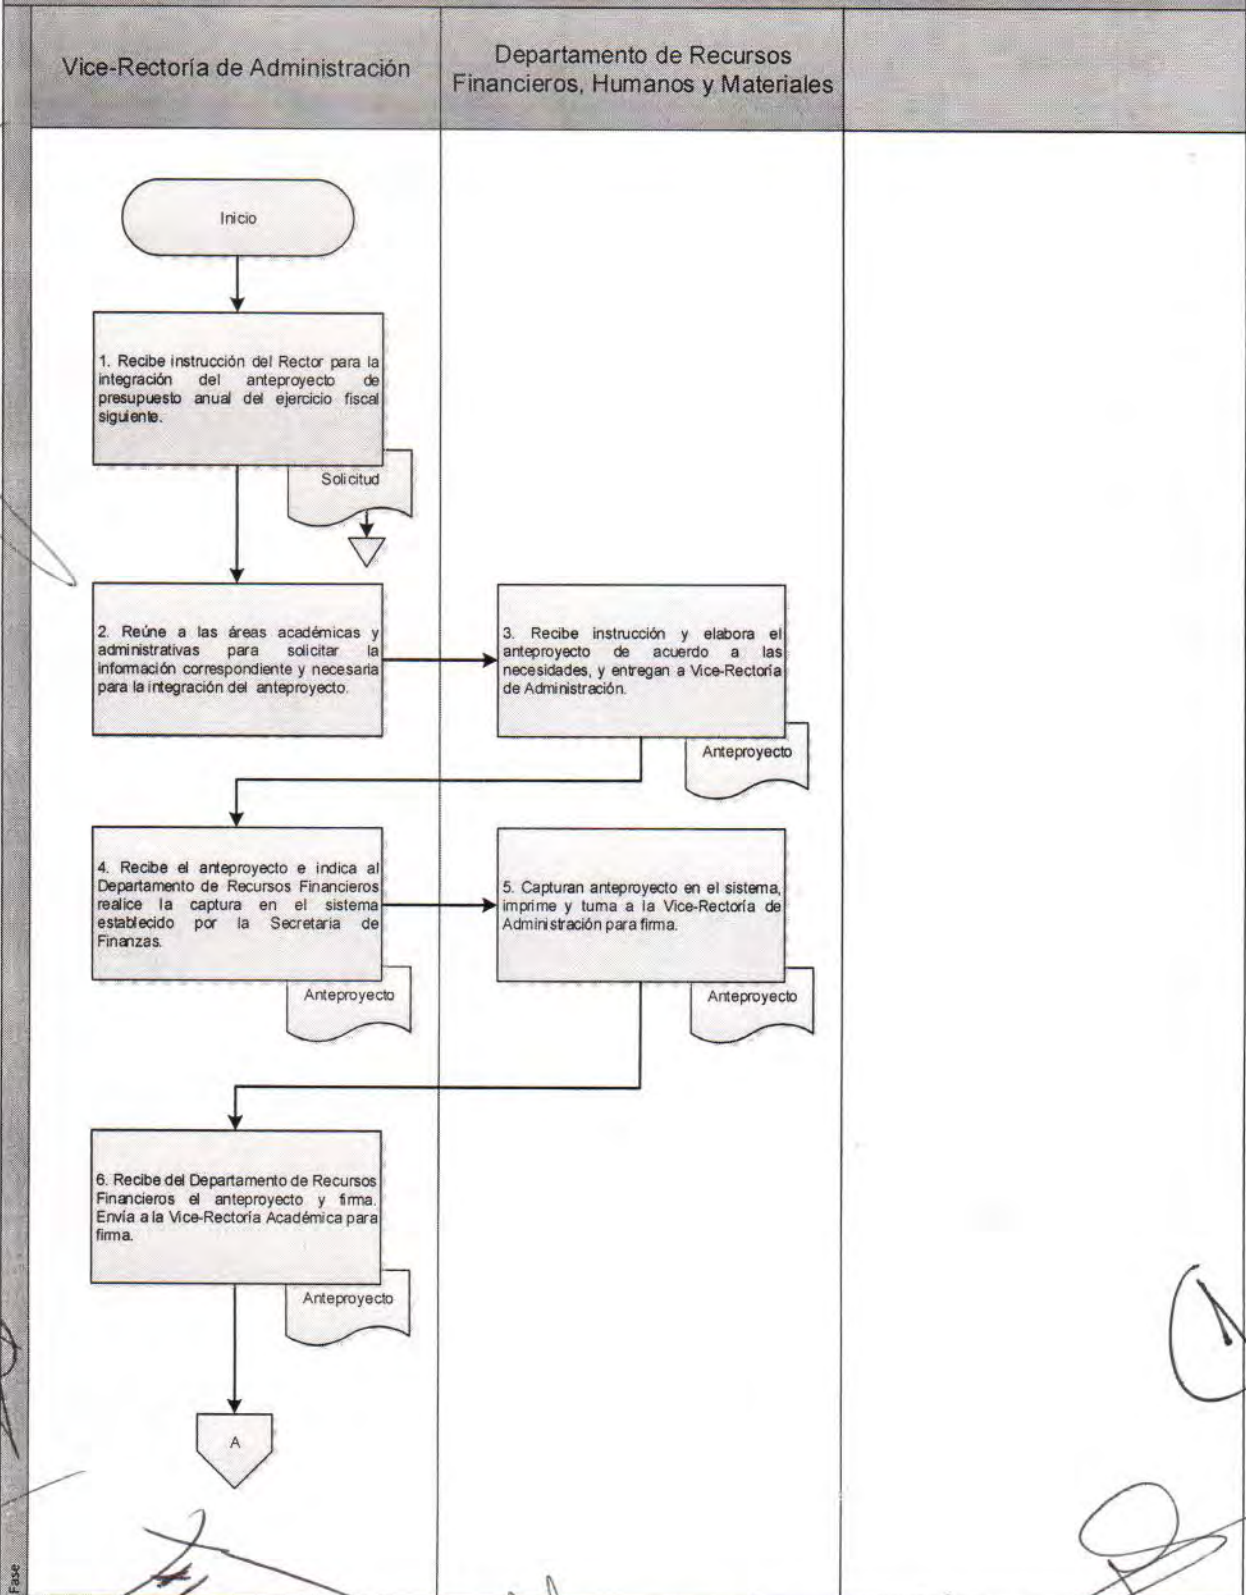 Vice-Rectoría de Administración
Departamento de Recursos
Financieros, Humanos y Materiales
Inicio
1. Recibe instrucción del Rector para la
integración del anteproyecto de
presupuesto anual del ejercicio fiscal
siguiente.
Solicitud
2. Reúne a las áreas académicas y
administrativas para solicitar la
información correspondiente y necesaria
para la integración del anteproyecto.
3. Recibe instrucción y elabora el
anteproyecto de acuerdo a las
necesidades, y entregan a Vice-Rectoría
de Administración.
Anteproyecto
4. Recibe el anteproyecto e indica al
Departamento de Recursos Financieros
realice la captura en el sistema
establecido por la Secretaria de
Finanzas.
Anteproyecto
5. Capturan anteproyecto en el sistema,
imprime y turna a la Vice-Rectoría de
Administración para firma.
Anteproyecto
6. Recibe del Departamento de Recursos
Financieros el anteproyecto y firma.
Envía a la Vice-Rectoría Académica para
firma.
Anteproyecto
A
Fase